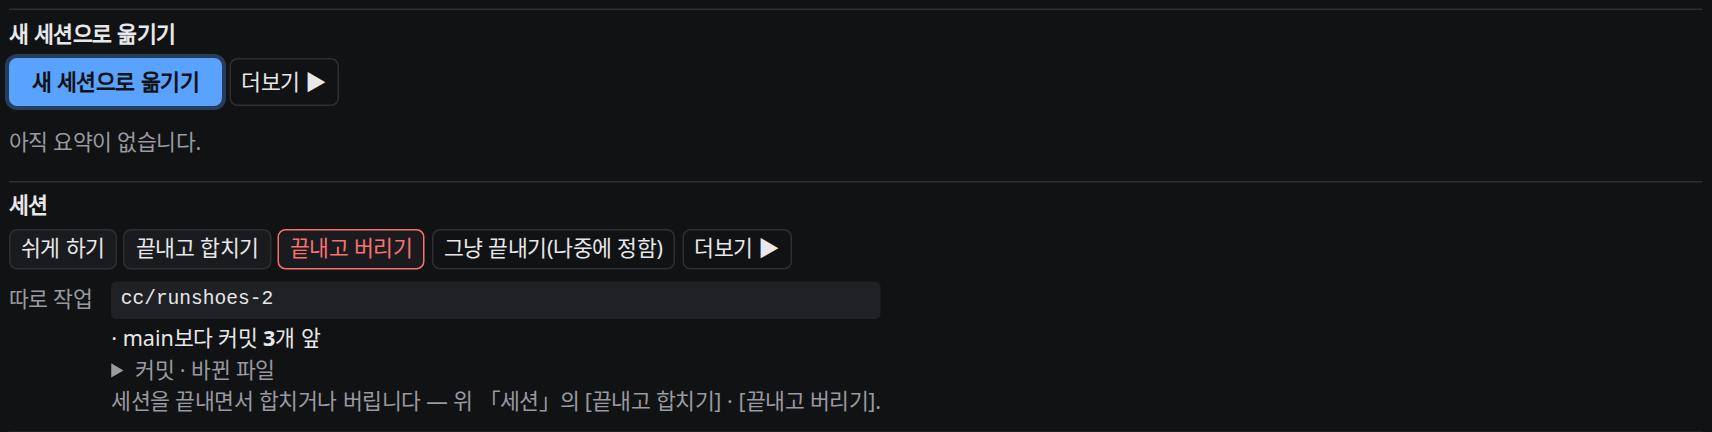 새 세션으로 옮기기
새 세션으로 옮기기 더보기 ▶
아직 요약이 없습니다.
세션
쉬게 하기 끝내고 합치기 끝내고 버리기 그냥 끝내기(나중에 정함) 더보기 ▶
따로 작업 cc/runshoes-2
· main보다 커밋 3개 앞
▶ 커밋 · 바뀐 파일
세션을 끝내면서 합치거나 버립니다 — 위 「세션」의 [끝내고 합치기] · [끝내고 버리기].